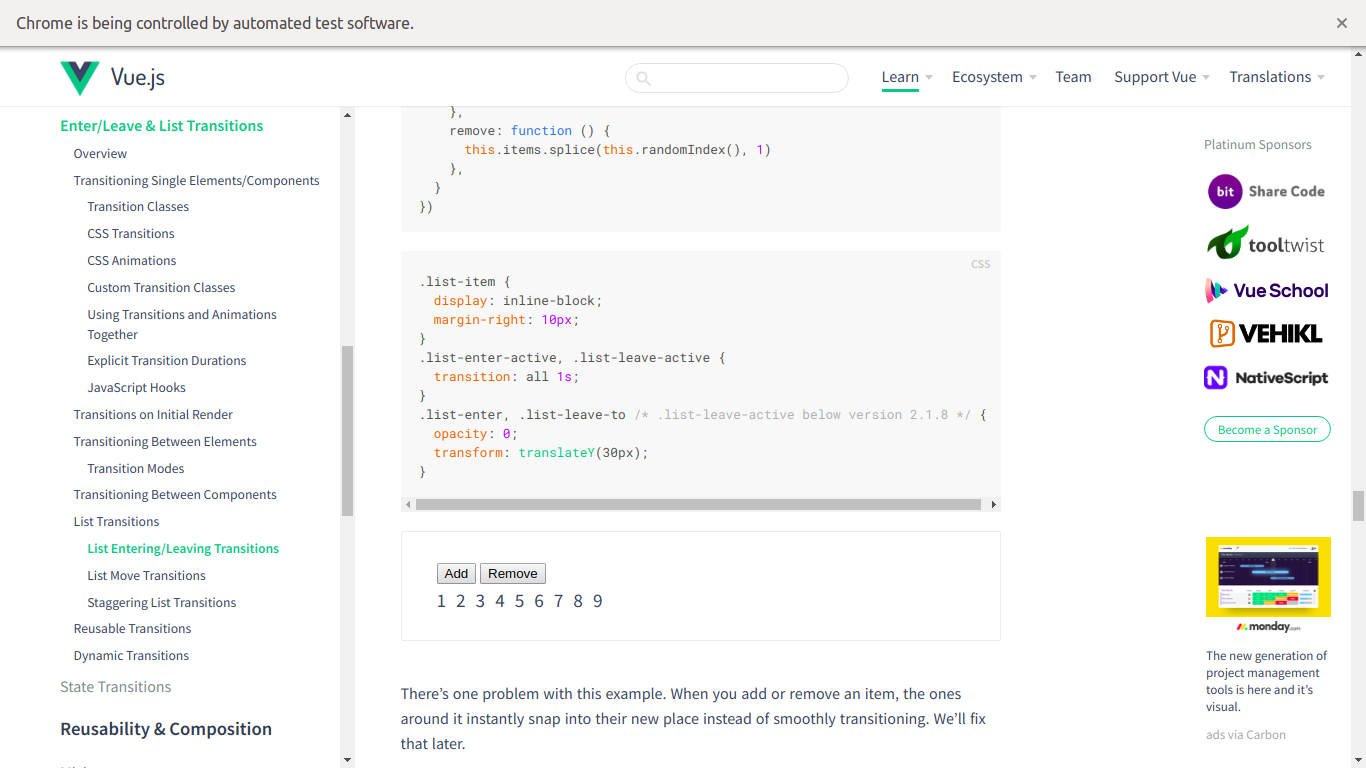 Chrome is being controlled by automated test software.
Vue.js
Learn
Ecosystem
Team
Support Vue
Translations
Enter/Leave & List Transitions
Overview
Transitioning Single Elements/Components
Transition Classes
CSS Transitions
CSS Animations
Custom Transition Classes
Using Transitions and Animations
Together
Explicit Transition Durations
JavaScript Hooks
Transitions on Initial Render
Transitioning Between Elements
Transition Modes
Transitioning Between Components
List Transitions
List Entering/Leaving Transitions
List Move Transitions
Staggering List Transitions
Reusable Transitions
Dynamic Transitions
State Transitions
Reusability & Composition
},
remove: function () {
this.items.splice(this.randomIndex(), 1)
},
}
})
CSS
.list-item {
display: inline-block;
margin-right: 10px;
}
.list-enter-active, .list-leave-active {
transition: all 1s;
}
.list-enter, .list-leave-to /* .list-leave-active below version 2.1.8 */ {
opacity: 0;
transform: translateY(30px);
}
Add Remove
1 2 3 4 5 6 7 8 9
There’s one problem with this example. When you add or remove an item, the ones
around it instantly snap into their new place instead of smoothly transitioning. We’ll fix
that later.
Platinum Sponsors
bit Share Code
tooltwist
Vue School
VEHIKL
NativeScript
Become a Sponsor
monday.com
The new generation of
project management
tools is here and it’s
visual.
ads via Carbon